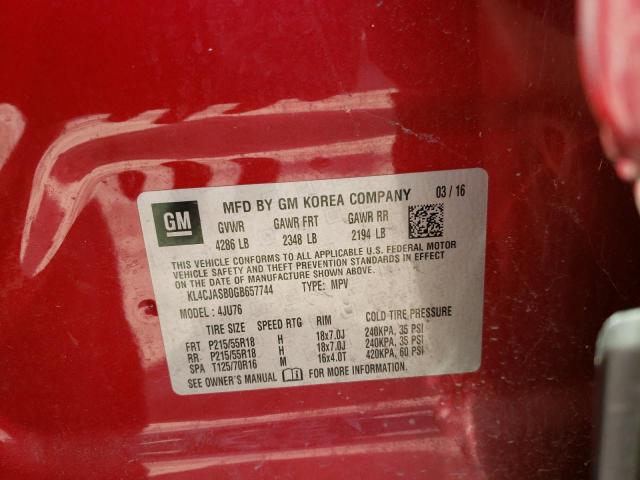 GM
MFD BY GM KOREA COMPANY 03 / 16
GVWR GAWR FRT GAWR RR
4286 LB 2348 LB 2194 LB
THIS VEHICLE CONFORMS TO ALL APPLICABLE U.S. FEDERAL MOTOR
VEHICLE SAFETY AND THEFT PREVENTION STANDARDS IN EFFECT
ON THE DATE OF MANUFACTURE SHOWN ABOVE.
KL4CJASB0GB657744 TYPE: MPV
MODEL : 4JU76
TIRE SIZE SPEED RTG RIM COLD TIRE PRESSURE
FRT P215/55R18 H 18x7.0J 240KPA, 35 PSI
RR P215/55R18 H 18x7.0J 240KPA, 35 PSI
SPA T125/70R16 M 16x4.0T 420KPA, 60 PSI
SEE OWNER'S MANUAL FOR MORE INFORMATION.